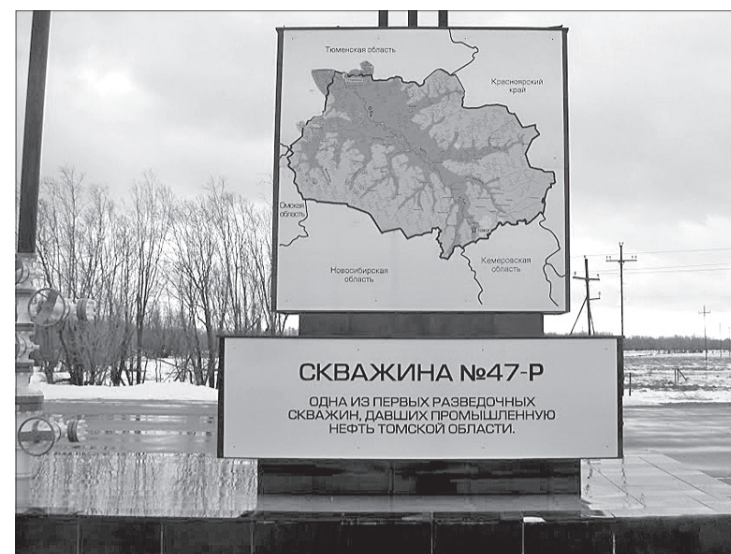 Тюменская область
Красноярский
край
Омская
область
Новосибирская
область
Кемеровская
область
СКВАЖИНА №47-Р
ОДНА ИЗ ПЕРВЫХ РАЗВЕДОЧНЫХ
СКВАЖИН, ДАВШИХ ПРОМЫШЛЕННУЮ
НЕФТЬ ТОМСКОЙ ОБЛАСТИ.